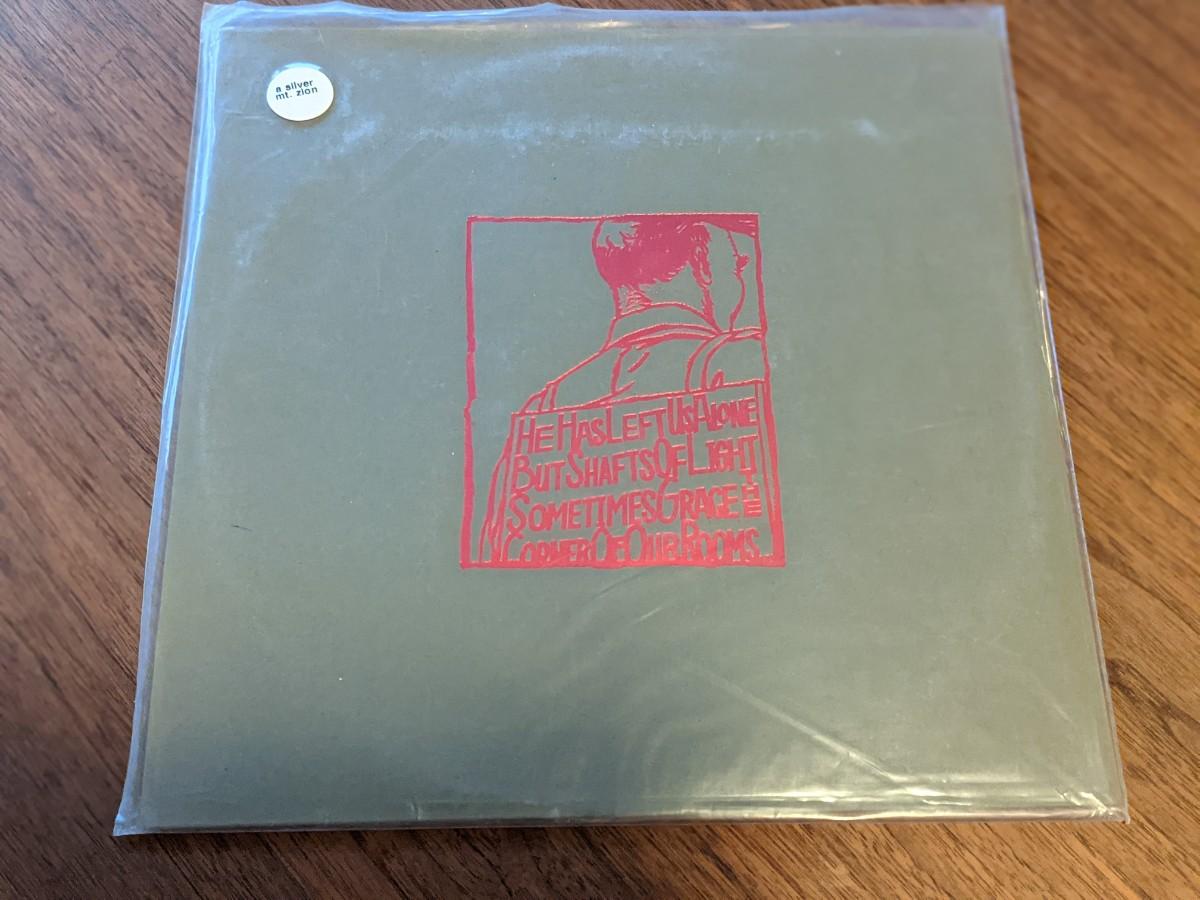 a silver
mt. zion
He Has Left Us Alone
But Shafts Of Light
Sometimes Grace The
Corner Of Our Rooms...